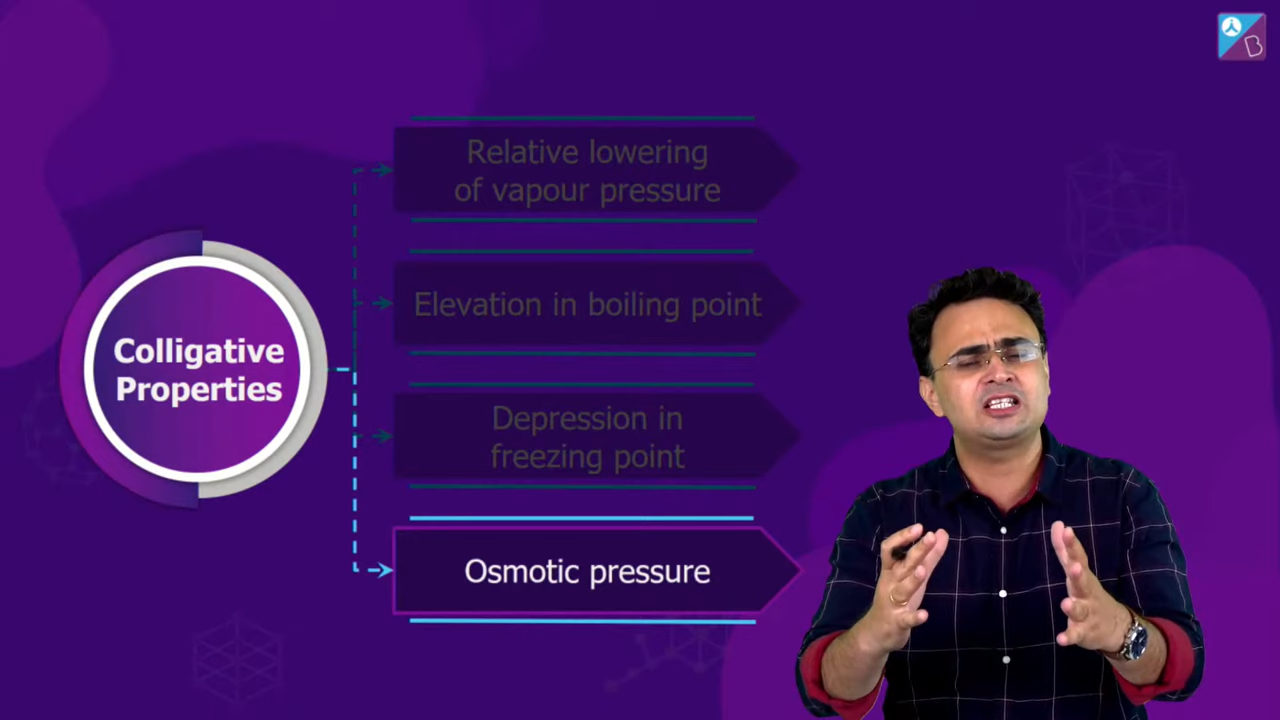 Colligative
Properties
Relative lowering
of vapour pressure
Elevation in boiling point
Depression in
freezing point
Osmotic pressure
B